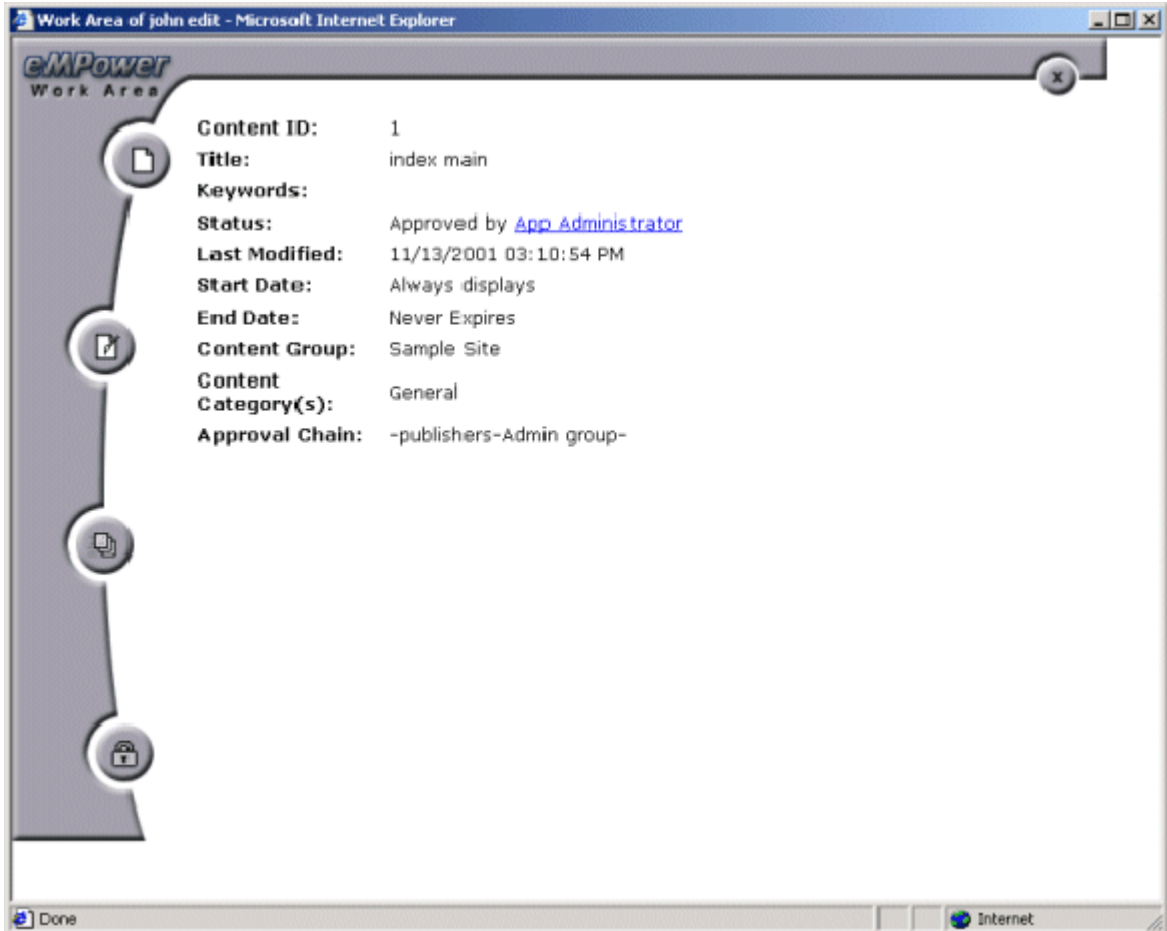 Work Area of john edit - Microsoft Internet Explorer
eMPower
Work Area
x
Content ID: 1
Title: index main
Keywords:
Status: Approved by App Administrator
Last Modified: 11/13/2001 03:10:54 PM
Start Date: Always displays
End Date: Never Expires
Content Group: Sample Site
Content
Category(s): General
Approval Chain: -publishers-Admin group-
Done Internet